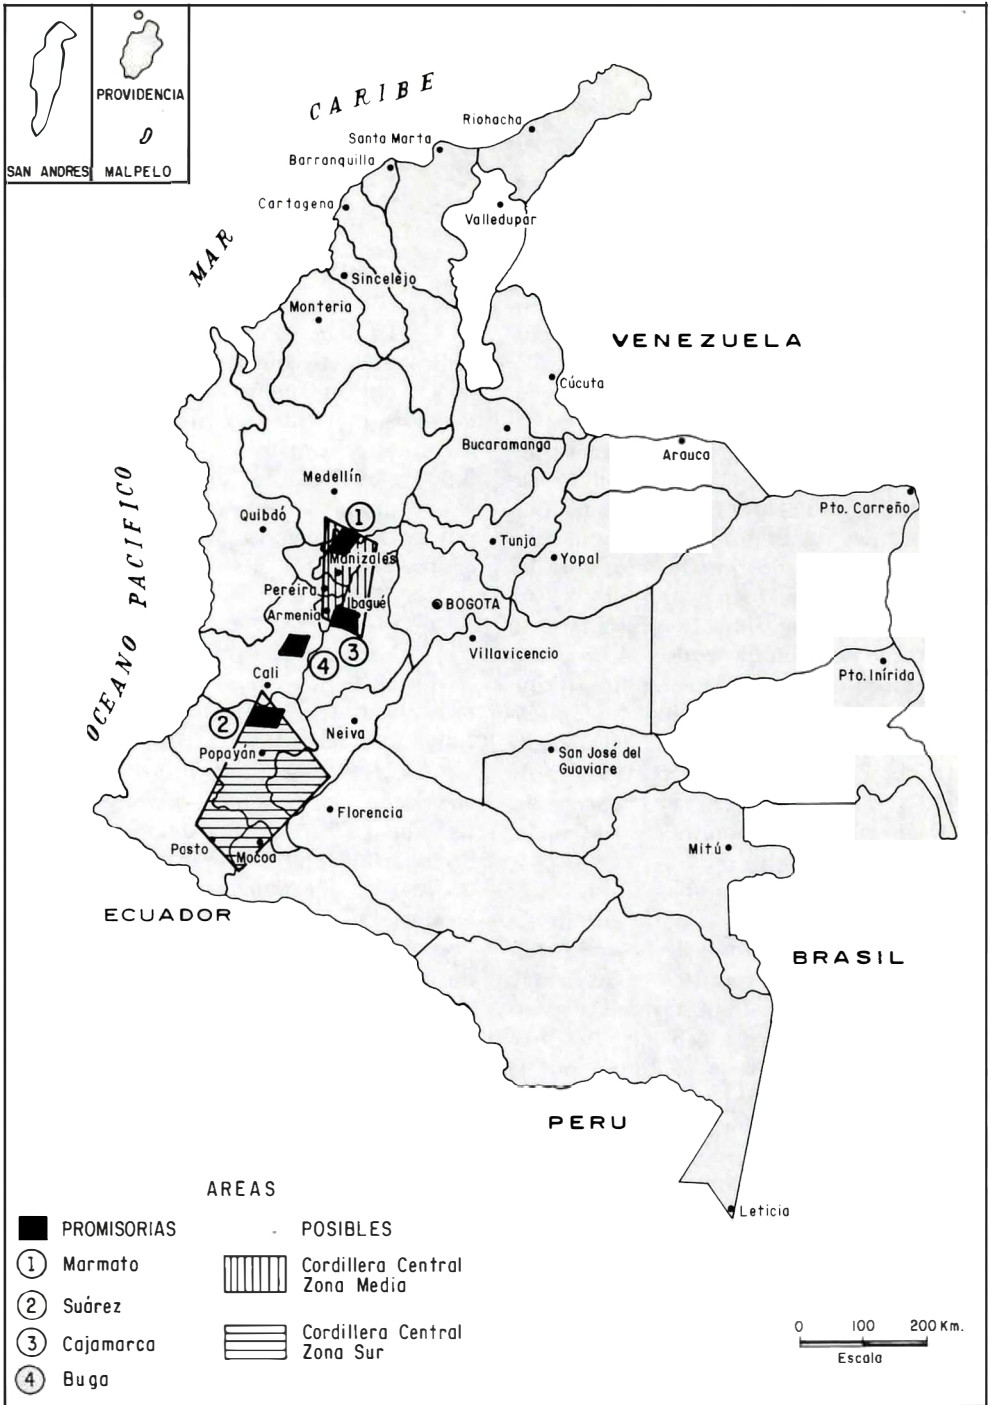 PROVIDENCIA
SAN ANDRES
MALPELO
MAR CARIBE
Riohacha
Santa Marta
Barranquilla
Cartagena
Valledupar
Sincelejo
Monteria
VENEZUELA
Cúcuta
Bucaramanga
Arauca
Medellín
Pto. Carreño
Quibdó
1
Tunja
Yopal
Manizales
OCEANO PACIFICO
Pereira
Ibagué
BOGOTA
Armenia
Villavicencio
4
3
Cali
Pto. Inírida
2
Neiva
Popayán
San José del
Guaviare
Florencia
Pasto
Mocoa
Mitú
ECUADOR
BRASIL
PERU
Leticia
AREAS
PROMISORIAS
1 Marmato
2 Suárez
3 Cajamarca
4 Buga
POSIBLES
Cordillera Central
Zona Media
Cordillera Central
Zona Sur
0 100 200 Km.
Escala